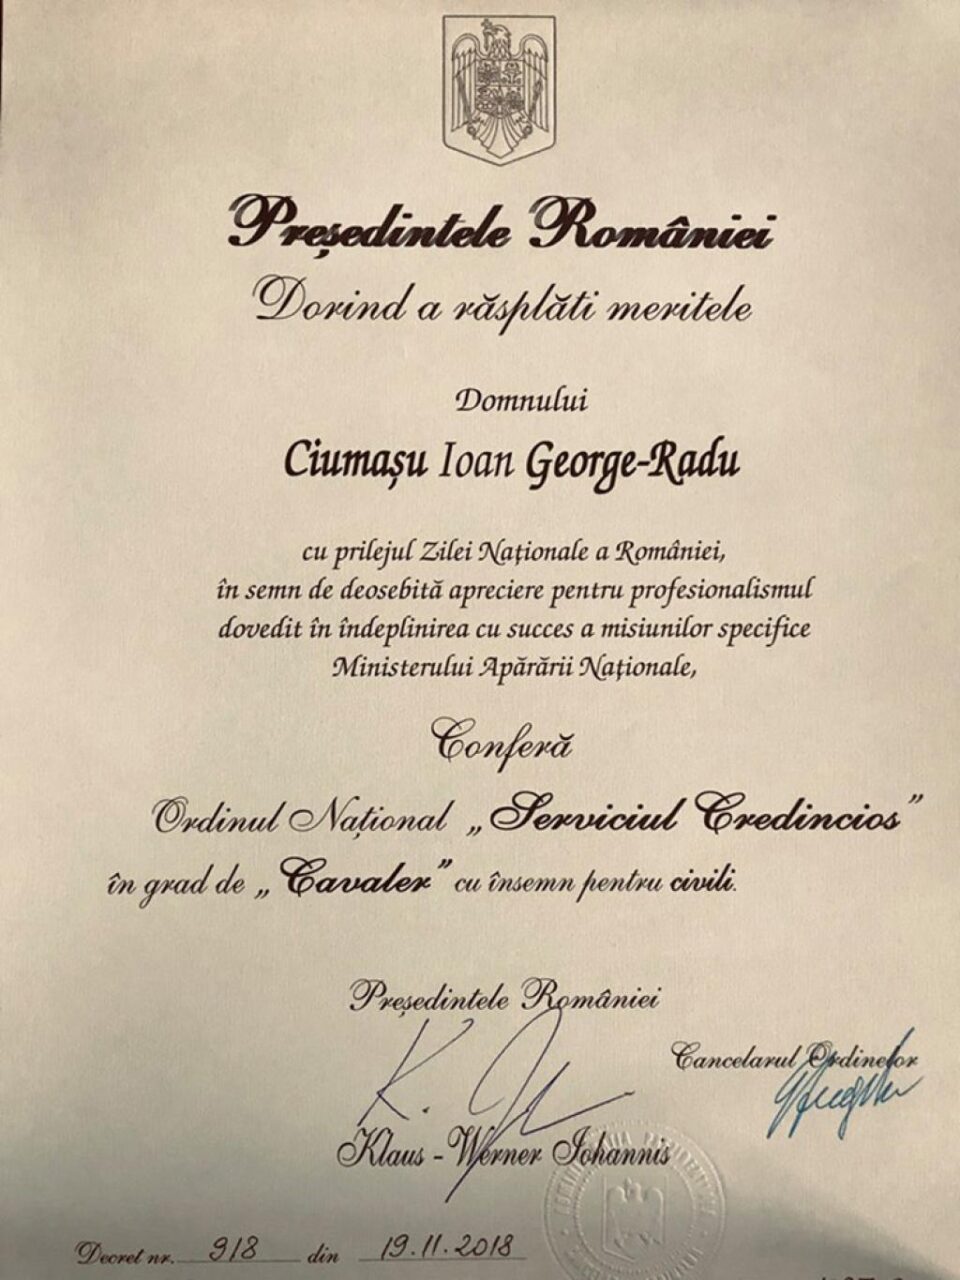 Președintele României
Dorind a răsplăti meritele
Domnului
Ciumașu Ioan George-Radu
cu prilejul Zilei Naționale a României,
în semn de deosebită apreciere pentru profesionalismul
dovedit în îndeplinirea cu succes a misiunilor specifice
Ministerului Apărării Naționale,
Conferă
Ordinul Național „Serviciul Credincios”
în grad de „Cavaler” cu însemn pentru civili.
Președintele României
Cancelarul Ordinelor
Klaus - Werner Iohannis
Decret nr. 918 din 19.11.2018